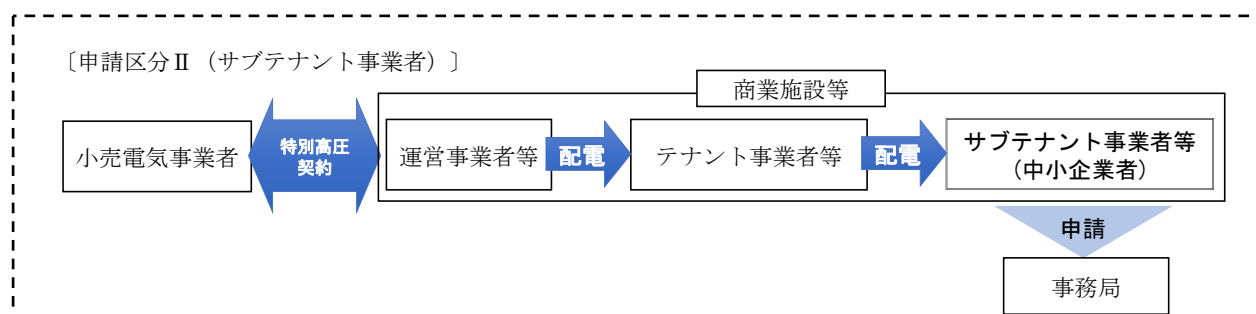 〔申請区分Ⅱ（サブテナント事業者）〕
商業施設等
小売電気事業者
特別高圧
契約
運営事業者等
配電
テナント事業者等
配電
サブテナント事業者等
（中小企業者）
申請
事務局